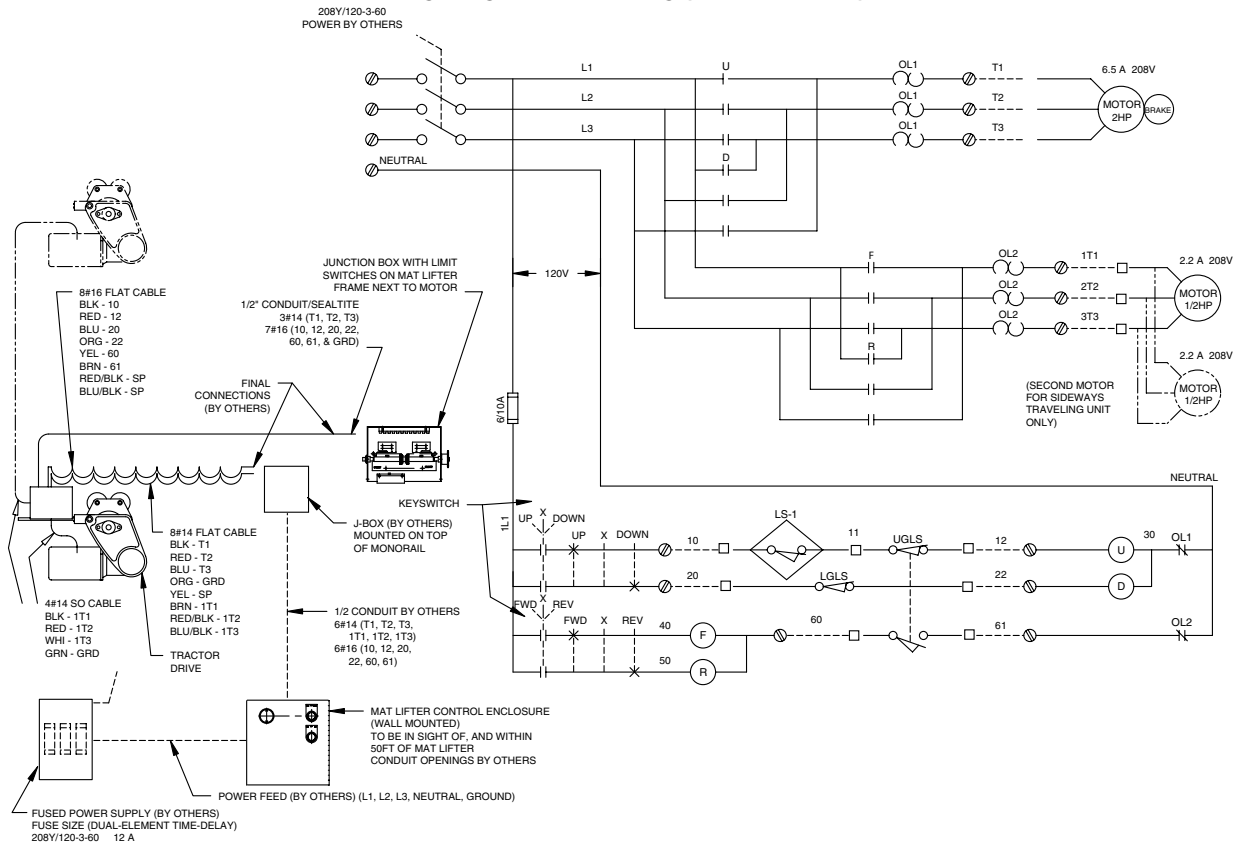 208Y/120-3-60
POWER BY OTHERS
L1
U
OL1
T1
6.5 A 208V
L2
OL1
T2
MOTOR
2HP
BRAKE
L3
OL1
T3
NEUTRAL
D
JUNCTION BOX WITH LIMIT
SWITCHES ON MAT LIFTER
FRAME NEXT TO MOTOR
120V
F
OL2
1T1
2.2 A 208V
OL2
2T2
MOTOR
1/2HP
OL2
3T3
R
2.2 A 208V
MOTOR
1/2HP
(SECOND MOTOR
FOR SIDEWAYS
TRAVELING UNIT
ONLY)
8#16 FLAT CABLE
BLK - 10
RED - 12
BLU - 20
ORG - 22
YEL - 60
BRN - 61
RED/BLK - SP
BLU/BLK - SP
1/2" CONDUIT/SEALTITE
3#14 (T1, T2, T3)
7#16 (10, 12, 20, 22,
60, 61, & GRD)
FINAL
CONNECTIONS
(BY OTHERS)
6/10A
NEUTRAL
KEYSWITCH
1L1
X
UP DOWN
UP X DOWN
10
LS-1
11
UGLS
12
U
30
OL1
20
LGLS
22
D
X
FWD REV
FWD X REV
40
F
60
61
OL2
50
R
J-BOX (BY OTHERS)
MOUNTED ON TOP
OF MONORAIL
8#14 FLAT CABLE
BLK - T1
RED - T2
BLU - T3
ORG - GRD
YEL - SP
BRN - 1T1
RED/BLK - 1T2
BLU/BLK - 1T3
4#14 SO CABLE
BLK - 1T1
RED - 1T2
WHI - 1T3
GRN - GRD
TRACTOR
DRIVE
1/2 CONDUIT BY OTHERS
6#14 (T1, T2, T3,
1T1, 1T2, 1T3)
6#16 (10, 12, 20,
22, 60, 61)
MAT LIFTER CONTROL ENCLOSURE
(WALL MOUNTED)
TO BE IN SIGHT OF, AND WITHIN
50FT OF MAT LIFTER
CONDUIT OPENINGS BY OTHERS
POWER FEED (BY OTHERS) (L1, L2, L3, NEUTRAL, GROUND)
FUSED POWER SUPPLY (BY OTHERS)
FUSE SIZE (DUAL-ELEMENT TIME-DELAY)
208Y/120-3-60 12 A